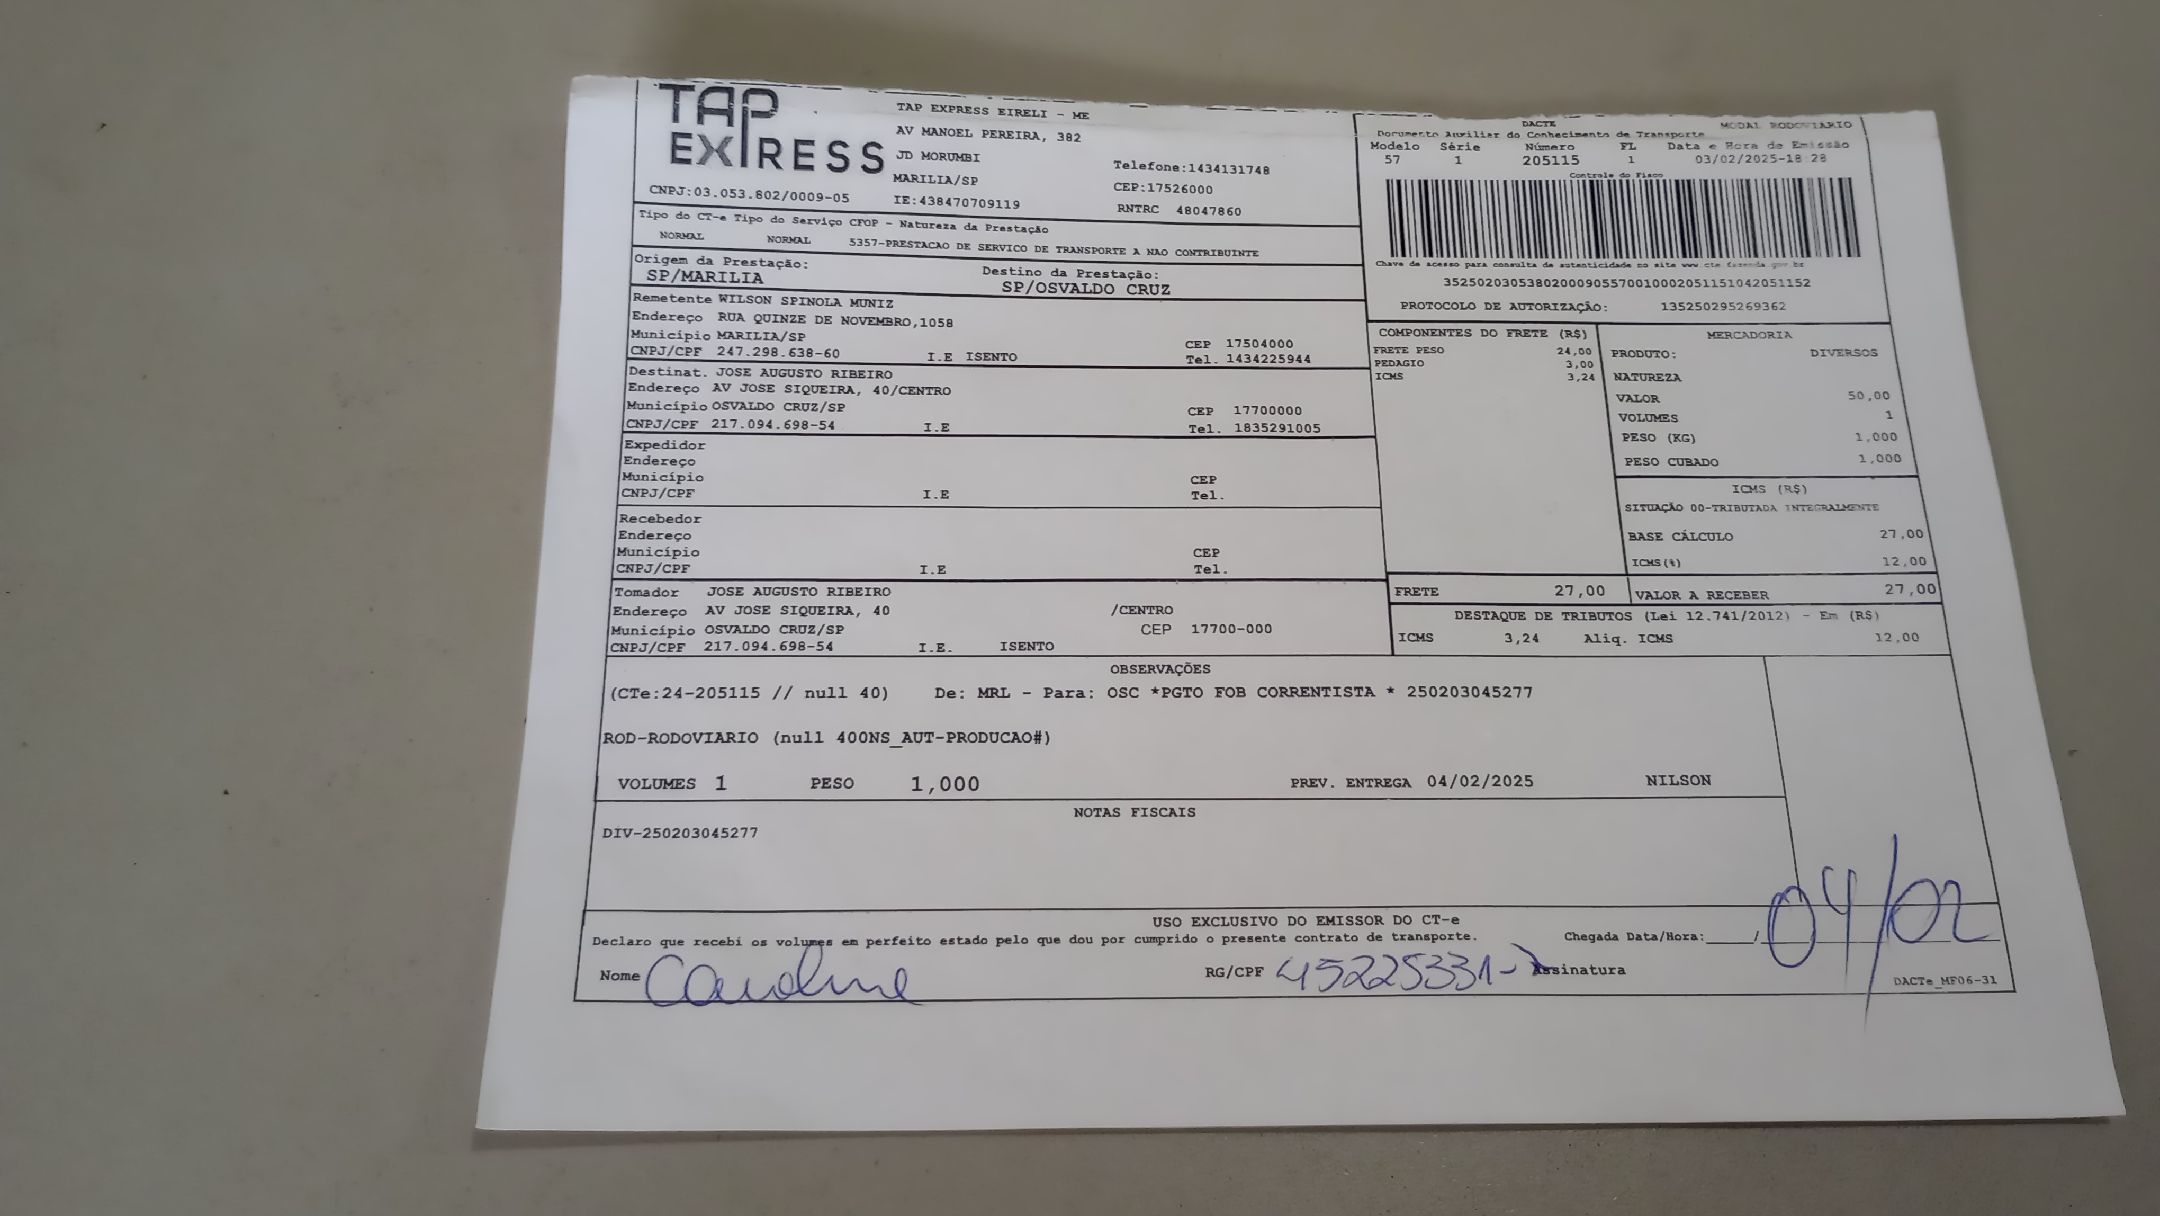 TAP EXPRESS
TAP EXPRESS EIRELI - ME
AV MANOEL PEREIRA, 382
JD MORUMBI
Telefone:1434131748
MARILIA/SP
CEP:17526000
CNPJ:03.053.802/0009-05
IE:438470709119
RNTRC 48047860
DACTE
MODAL RODOVIARIO
Documento Auxiliar do Conhecimento de Transporte
Modelo Série Número FL Data e Hora de Emissão
57 1 205115 1 03/02/2025-18:28
Controle do Fisco
Chave de acesso para consulta de autenticidade no site www.cte.fazenda.gov.br
35250203053802000905570010002051151042051152
PROTOCOLO DE AUTORIZAÇÃO: 135250295269362
Tipo do CT-e Tipo do Serviço CFOP - Natureza da Prestação
NORMAL NORMAL 5357-PRESTACAO DE SERVICO DE TRANSPORTE A NAO CONTRIBUINTE
Origem da Prestação: Destino da Prestação:
SP/MARILIA SP/OSVALDO CRUZ
Remetente WILSON SPINOLA MUNIZ
Endereço RUA QUINZE DE NOVEMBRO,1058
Município MARILIA/SP CEP 17504000
CNPJ/CPF 247.298.638-60 I.E ISENTO Tel. 1434225944
Destinat. JOSE AUGUSTO RIBEIRO
Endereço AV JOSE SIQUEIRA, 40/CENTRO
Município OSVALDO CRUZ/SP CEP 17700000
CNPJ/CPF 217.094.698-54 I.E Tel. 1835291005
Expedidor
Endereço
Município CEP
CNPJ/CPF I.E Tel.
Recebedor
Endereço
Município CEP
CNPJ/CPF I.E Tel.
Tomador JOSE AUGUSTO RIBEIRO
Endereço AV JOSE SIQUEIRA, 40 /CENTRO
Município OSVALDO CRUZ/SP CEP 17700-000
CNPJ/CPF 217.094.698-54 I.E. ISENTO
COMPONENTES DO FRETE (R$)
FRETE PESO 24,00
PEDAGIO 3,00
ICMS 3,24
MERCADORIA
PRODUTO: DIVERSOS
NATUREZA
VALOR 50,00
VOLUMES 1
PESO (KG) 1,000
PESO CUBADO 1,000
ICMS (R$)
SITUAÇÃO 00-TRIBUTADA INTEGRALMENTE
BASE CÁLCULO 27,00
ICMS(%) 12,00
FRETE 27,00 VALOR A RECEBER 27,00
DESTAQUE DE TRIBUTOS (Lei 12.741/2012) - Em (R$)
ICMS 3,24 Aliq. ICMS 12,00
OBSERVAÇÕES
(CTe:24-205115 // null 40) De: MRL - Para: OSC *PGTO FOB CORRENTISTA * 250203045277
ROD-RODOVIARIO (null 400NS_AUT-PRODUCAO#)
VOLUMES 1 PESO 1,000 PREV. ENTREGA 04/02/2025 NILSON
NOTAS FISCAIS
DIV-250203045277
USO EXCLUSIVO DO EMISSOR DO CT-e
Declaro que recebi os volumes em perfeito estado pelo que dou por cumprido o presente contrato de transporte. Chegada Data/Hora:_____/ 04/02
Nome Caroline RG/CPF 45225331- Assinatura
DACTe_MF06-31